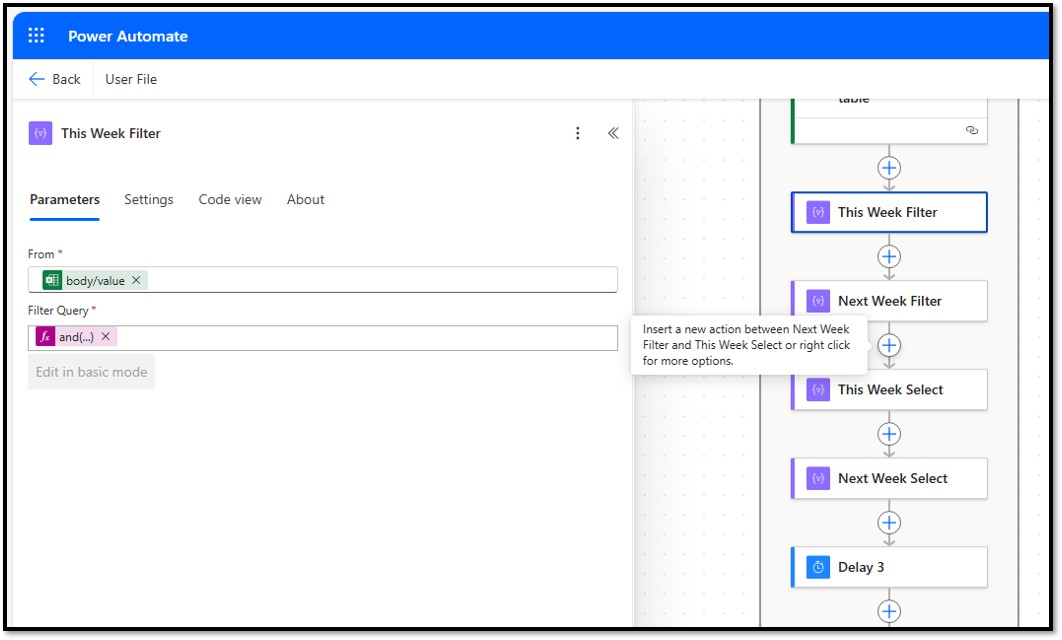 Power Automate
Back
User File
This Week Filter
Parameters
Settings
Code view
About
From *
body/value
Filter Query *
fx and(...)
Edit in basic mode
table
This Week Filter
Next Week Filter
Insert a new action between Next Week
Filter and This Week Select or right click
for more options.
This Week Select
Next Week Select
Delay 3